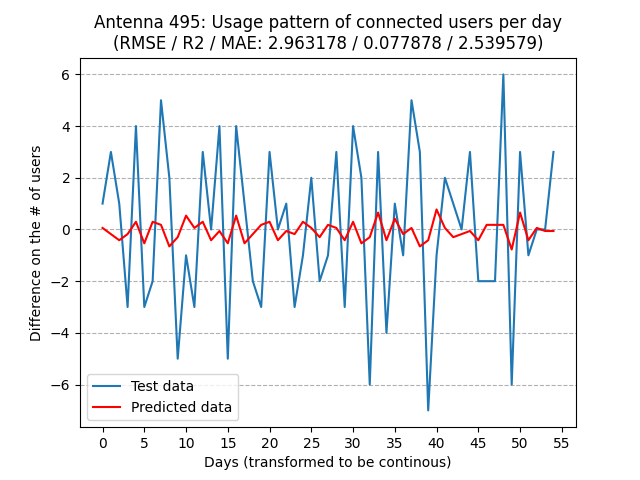 Antenna 495: Usage pattern of connected users per day
(RMSE / R2 / MAE: 2.963178 / 0.077878 / 2.539579)
Difference on the # of users
6
4
2
0
−2
−4
−6
Test data
Predicted data
0 5 10 15 20 25 30 35 40 45 50 55
Days (transformed to be continous)